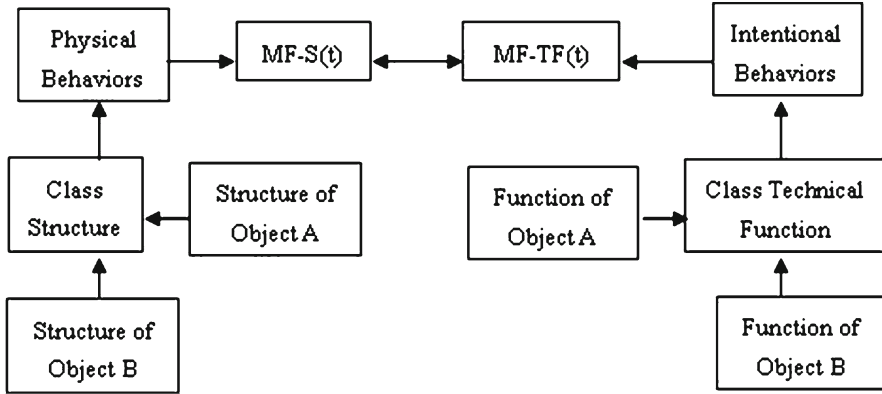 Physical
Behaviors
MF-S(t)
MF-TF(t)
Intentional
Behaviors
Class
Structure
Structure of
Object A
Function of
Object A
Class Technical
Function
Structure of
Object B
Function of
Object B